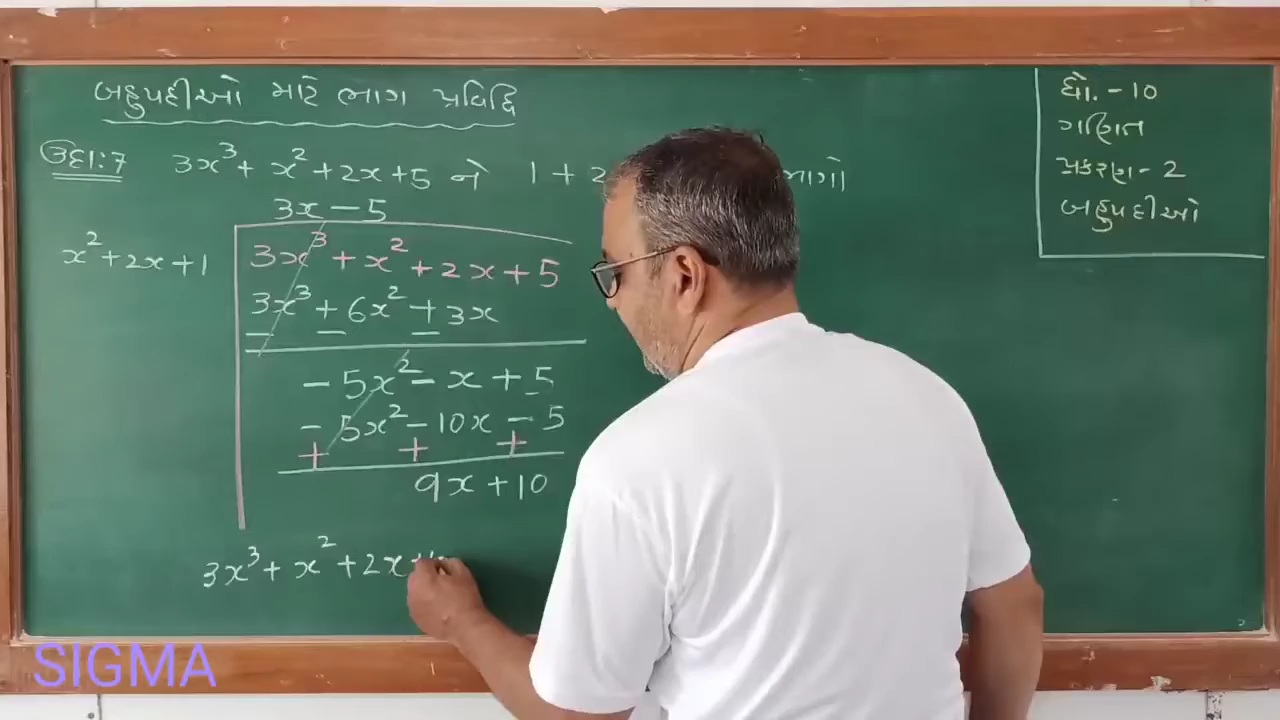 બહુપદીઓ માટે ભાગ પ્રવિધિ
ઉદા:7 3x³ + x² + 2x + 5 ને 1 + 2 ભાગો
3x - 5
x² + 2x + 1
3x³ + x² + 2x + 5
3x³ + 6x² + 3x
- - -
- 5x² - x + 5
- 5x² - 10x - 5
+ + +
9x + 10
3x³ + x² + 2x +
ધો. - 10
ગણિત
પ્રકરણ - 2
બહુપદીઓ
SIGMA